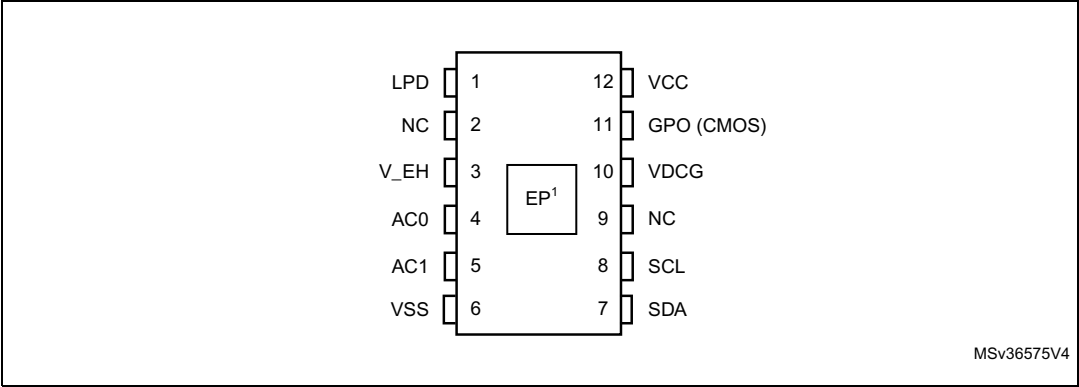 LPD 1 12 VCC
NC 2 11 GPO (CMOS)
V_EH 3 10 VDCG
EP¹
AC0 4 9 NC
AC1 5 8 SCL
VSS 6 7 SDA
MSv36575V4